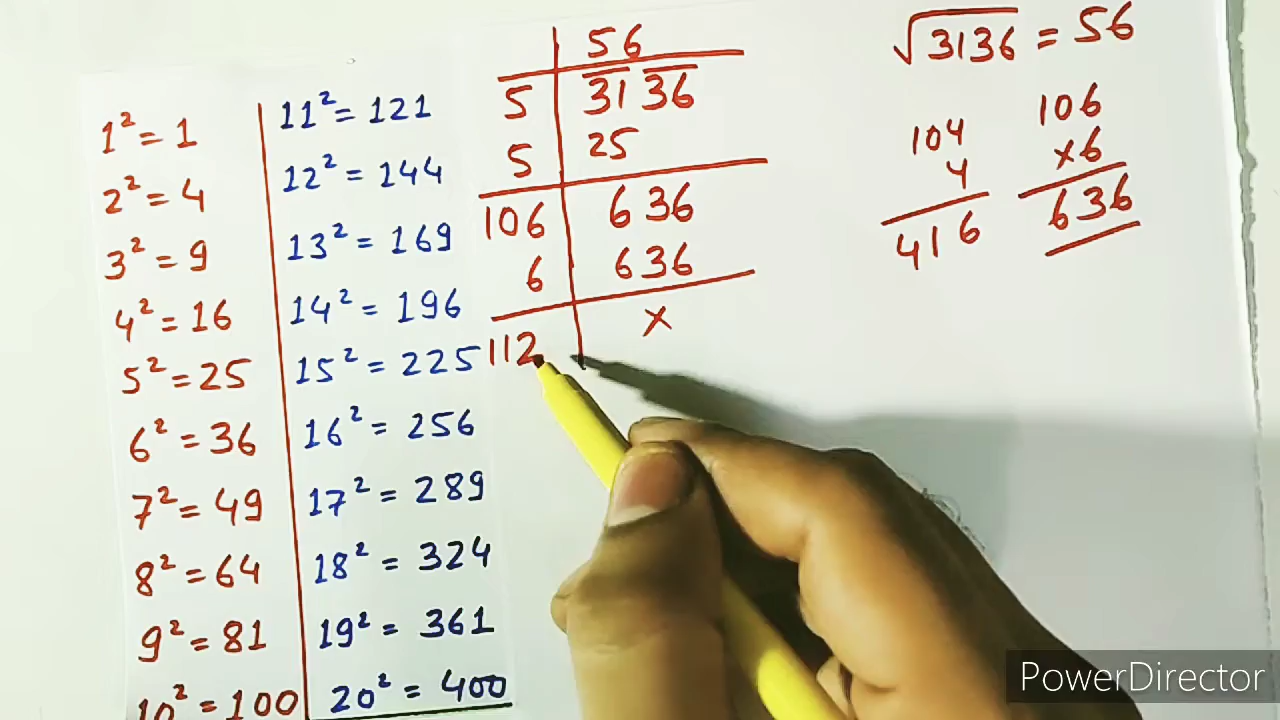 1² = 1
2² = 4
3² = 9
4² = 16
5² = 25
6² = 36
7² = 49
8² = 64
9² = 81
10² = 100
11² = 121
12² = 144
13² = 169
14² = 196
15² = 225
16² = 256
17² = 289
18² = 324
19² = 361
20² = 400
56
5 31 36
5 25
106 636
6 636
112 x
√3136 = 56
104
4
416
106
x6
636
PowerDirector